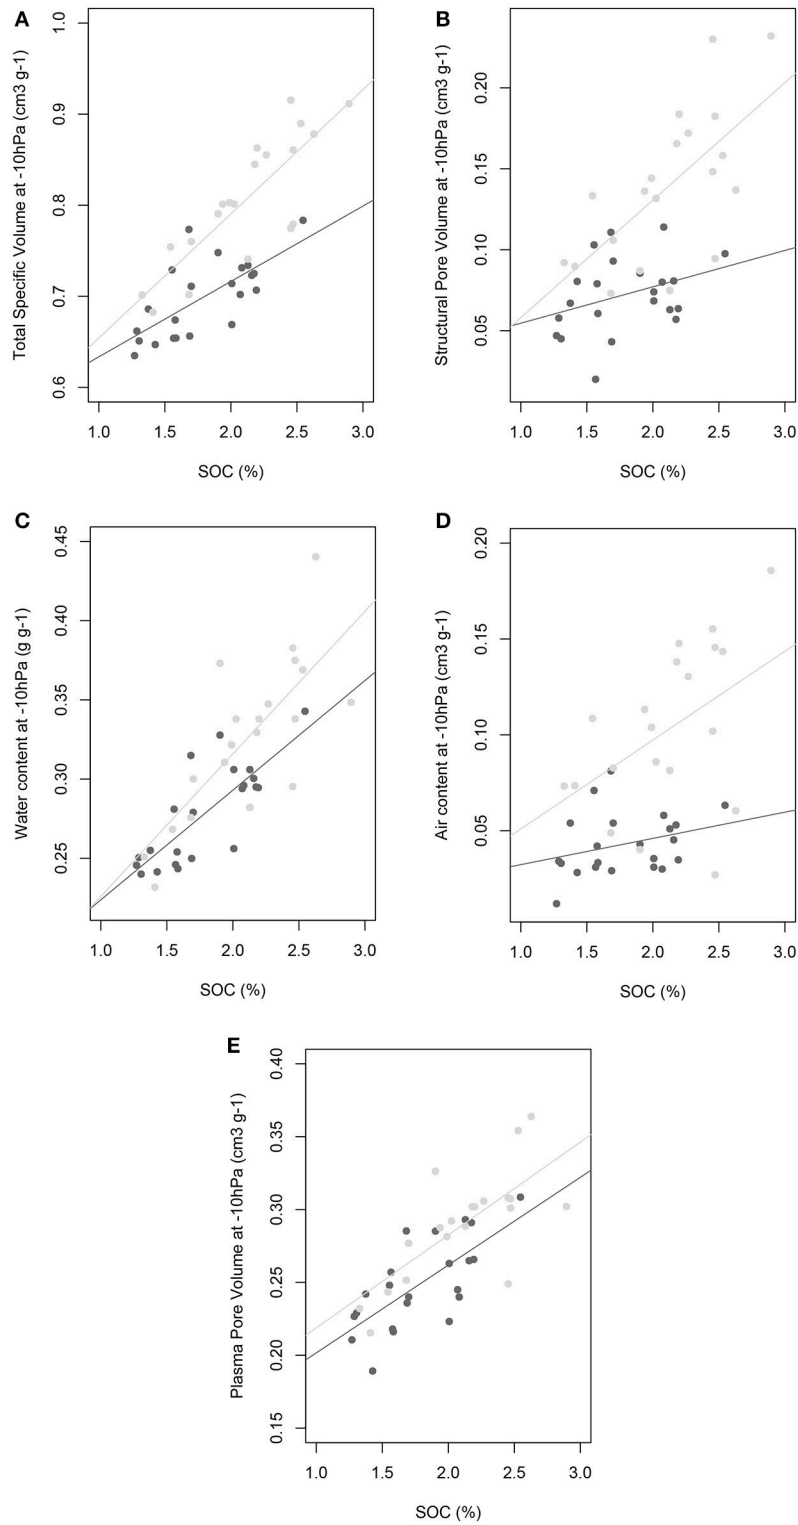 A
Total Specific Volume at -10hPa (cm3 g-1)
1.0
0.9
0.8
0.7
0.6
1.0 1.5 2.0 2.5 3.0
SOC (%)
B
Structural Pore Volume at -10hPa (cm3 g-1)
0.20
0.15
0.10
0.05
1.0 1.5 2.0 2.5 3.0
SOC (%)
C
Water content at -10hPa (g g-1)
0.45
0.40
0.35
0.30
0.25
1.0 1.5 2.0 2.5 3.0
SOC (%)
D
Air content at -10hPa (cm3 g-1)
0.20
0.15
0.10
0.05
1.0 1.5 2.0 2.5 3.0
SOC (%)
E
Plasma Pore Volume at -10hPa (cm3 g-1)
0.40
0.35
0.30
0.25
0.20
0.15
1.0 1.5 2.0 2.5 3.0
SOC (%)